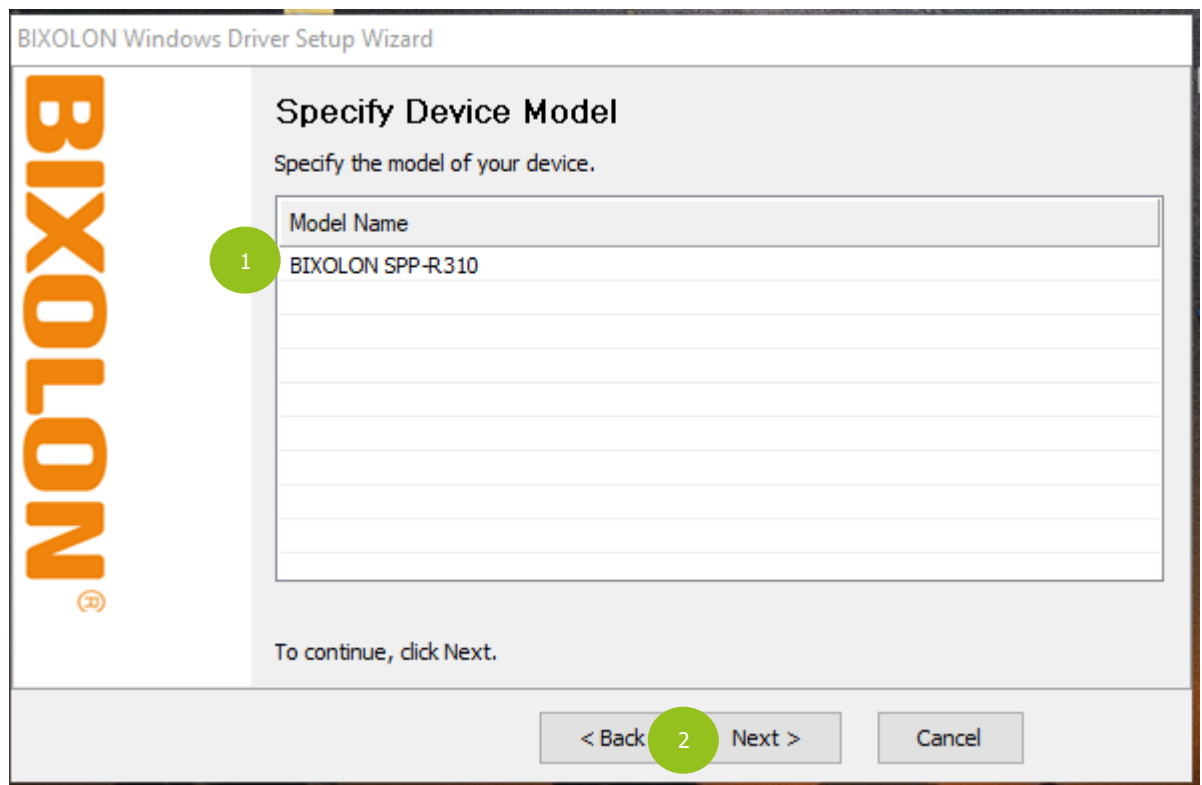 BIXOLON Windows Driver Setup Wizard
BIXOLON®
Specify Device Model
Specify the model of your device.
Model Name
1
BIXOLON SPP-R310
To continue, click Next.
< Back 2 Next > Cancel